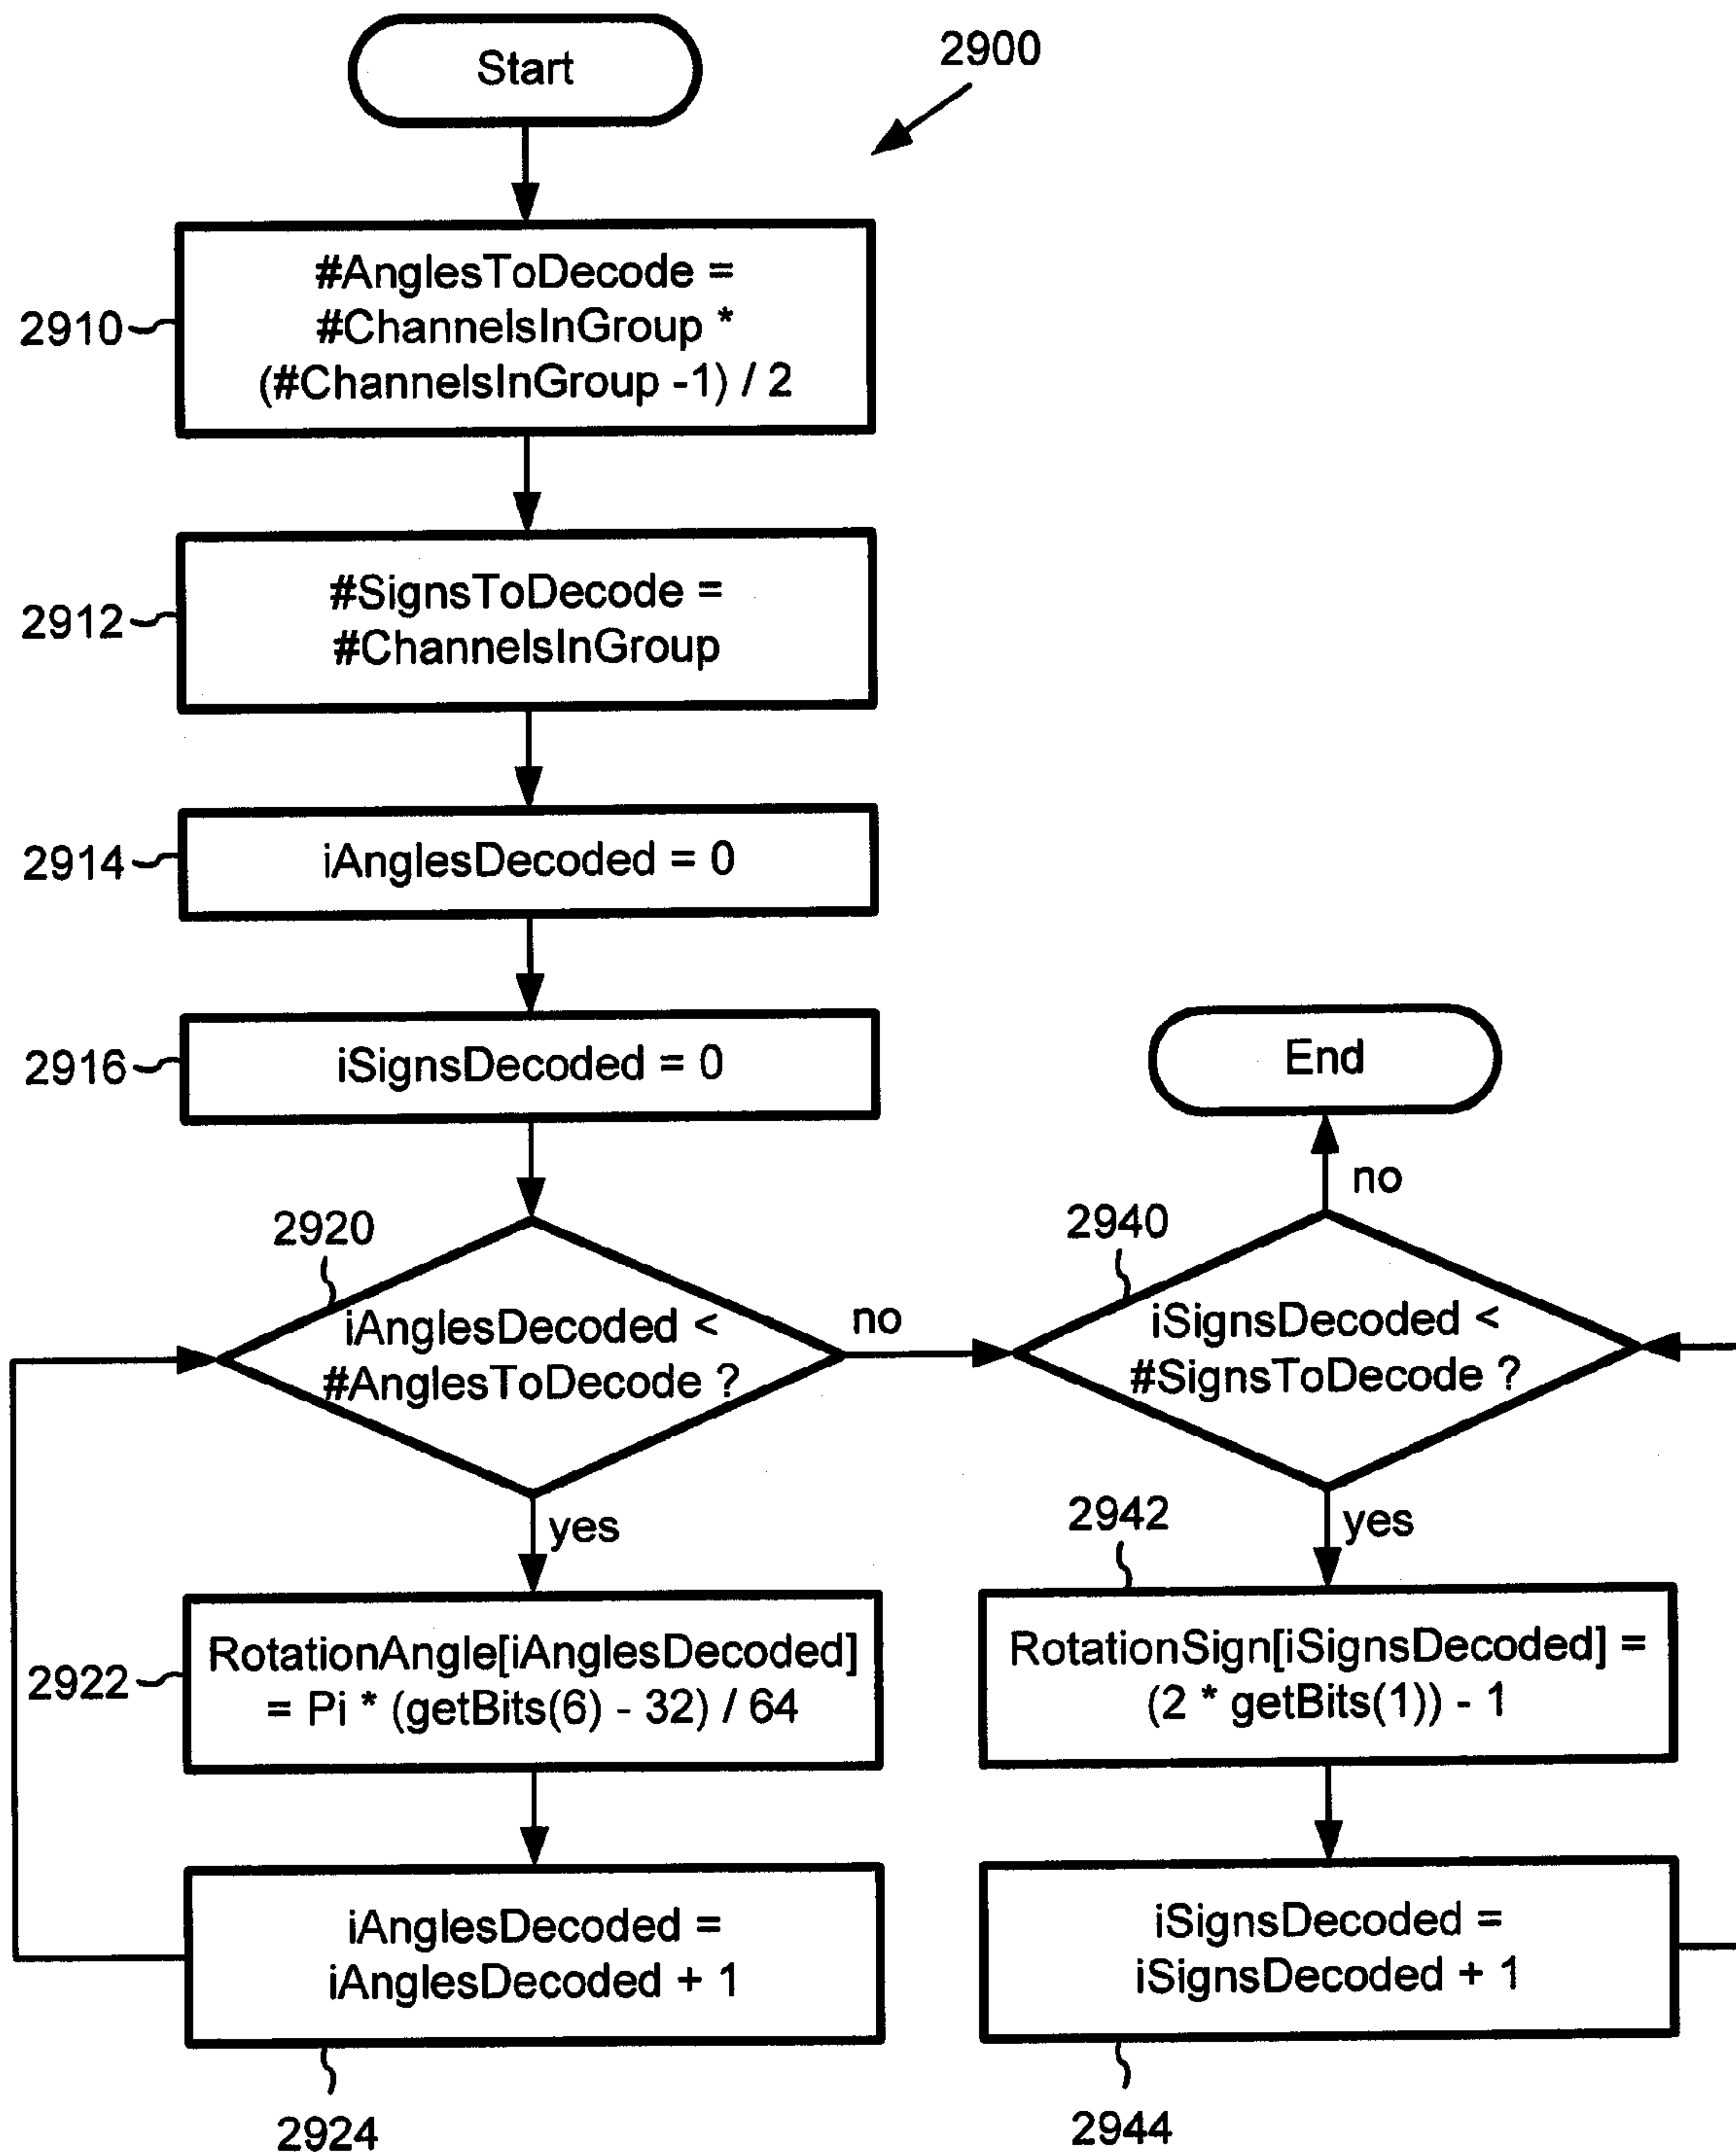 Start
2900
2910
#AnglesToDecode =
#ChannelsInGroup *
(#ChannelsInGroup -1) / 2
2912
#SignsToDecode =
#ChannelsInGroup
2914
iAnglesDecoded = 0
2916
iSignsDecoded = 0
2920
iAnglesDecoded <
#AnglesToDecode ?
no
yes
2922
RotationAngle[iAnglesDecoded]
= Pi * (getBits(6) - 32) / 64
iAnglesDecoded =
iAnglesDecoded + 1
2924
End
no
2940
iSignsDecoded <
#SignsToDecode ?
yes
2942
RotationSign[iSignsDecoded] =
(2 * getBits(1)) - 1
iSignsDecoded =
iSignsDecoded + 1
2944